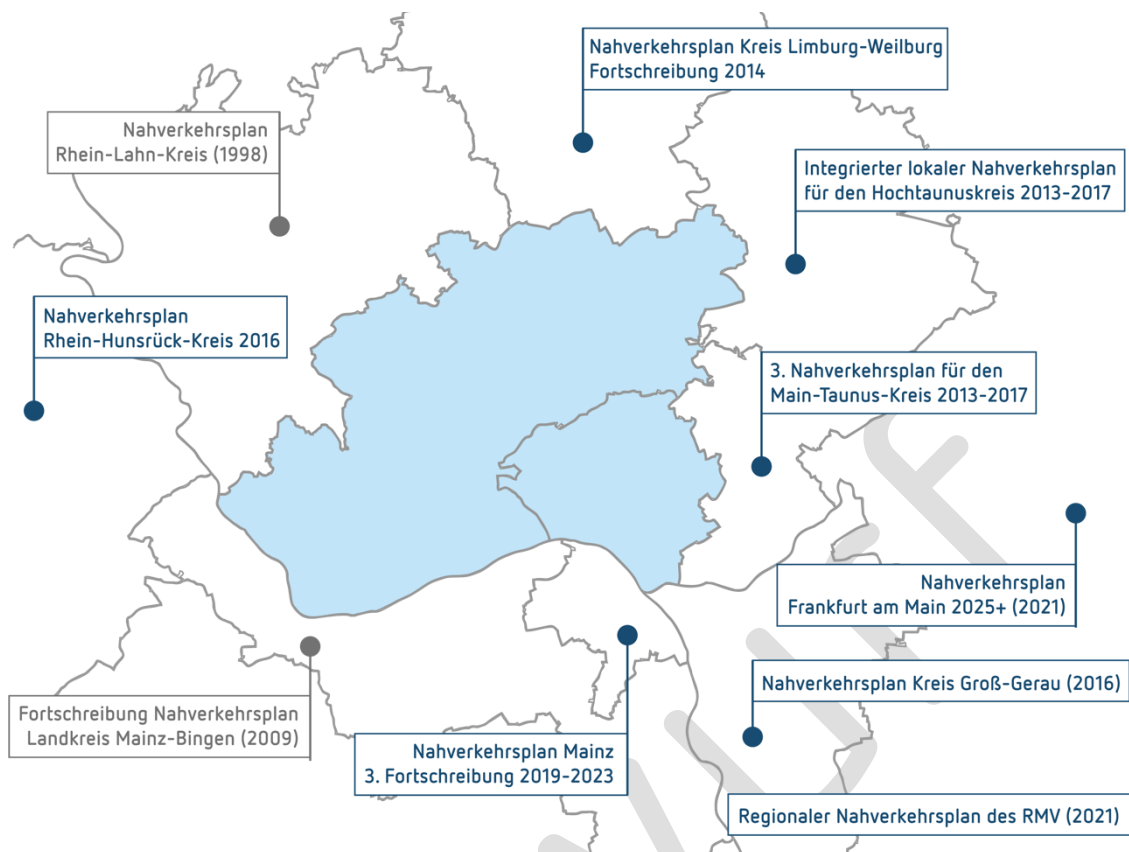 Nahverkehrsplan Kreis Limburg-Weilburg
Fortschreibung 2014
Nahverkehrsplan
Rhein-Lahn-Kreis (1998)
Integrierter lokaler Nahverkehrsplan
für den Hochtaunuskreis 2013-2017
Nahverkehrsplan
Rhein-Hunsrück-Kreis 2016
3. Nahverkehrsplan für den
Main-Taunus-Kreis 2013-2017
Nahverkehrsplan
Frankfurt am Main 2025+ (2021)
Nahverkehrsplan Kreis Groß-Gerau (2016)
Fortschreibung Nahverkehrsplan
Landkreis Mainz-Bingen (2009)
Nahverkehrsplan Mainz
3. Fortschreibung 2019-2023
Regionaler Nahverkehrsplan des RMV (2021)